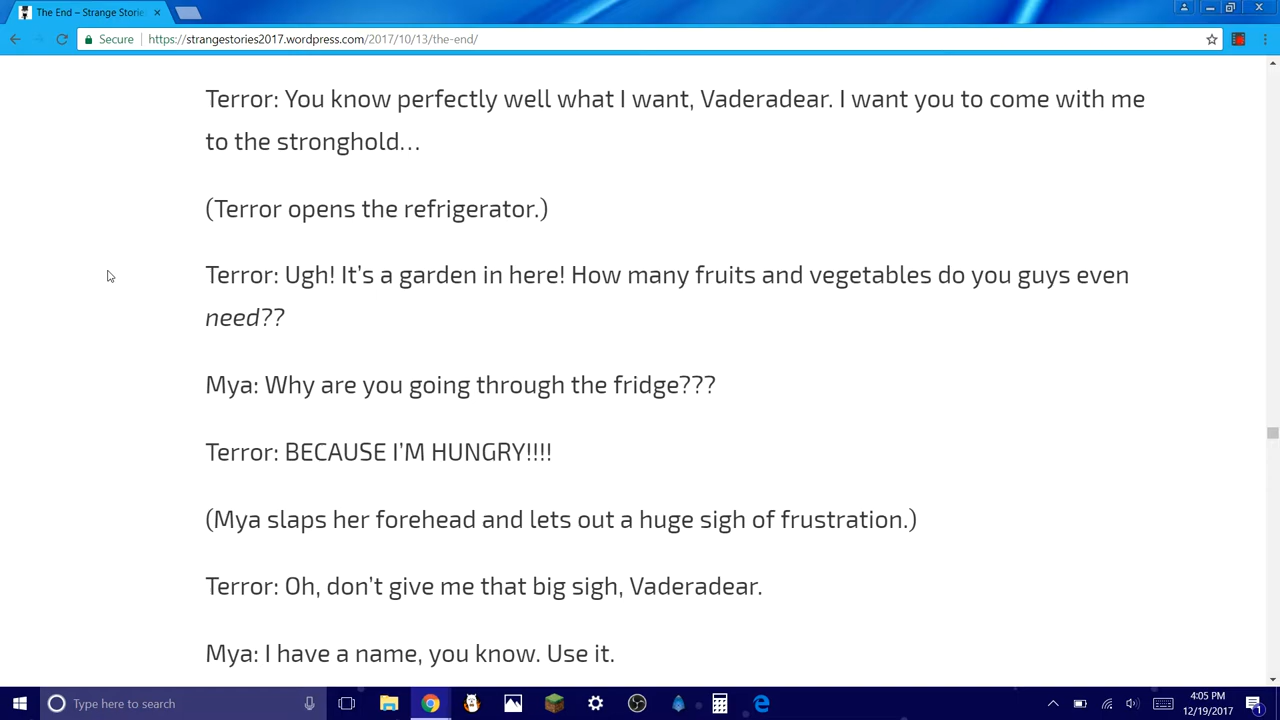 The End – Strange Storie
Secure https://strangestories2017.wordpress.com/2017/10/13/the-end/
Terror: You know perfectly well what I want, Vaderadear. I want you to come with me
to the stronghold…
(Terror opens the refrigerator.)
Terror: Ugh! It’s a garden in here! How many fruits and vegetables do you guys even
need??
Mya: Why are you going through the fridge???
Terror: BECAUSE I’M HUNGRY!!!!
(Mya slaps her forehead and lets out a huge sigh of frustration.)
Terror: Oh, don’t give me that big sigh, Vaderadear.
Mya: I have a name, you know. Use it.
Type here to search
4:05 PM
12/19/2017
1